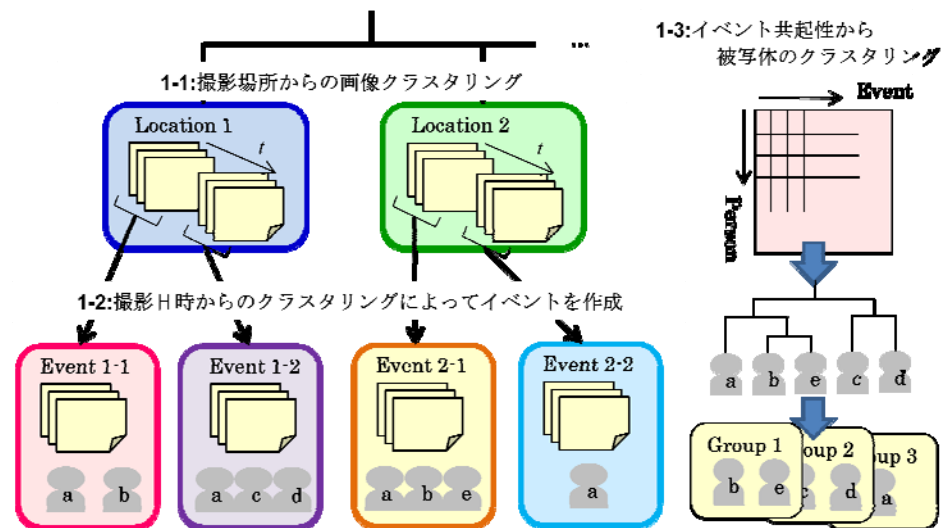 ...
1-1:撮影場所からの画像クラスタリング
Location 1
t
Location 2
t
1-2:撮影日時からのクラスタリングによってイベントを作成
Event 1-1
a b
Event 1-2
a c d
Event 2-1
a b e
Event 2-2
a
1-3:イベント共起性から
被写体のクラスタリング
Event
Person
a b e c d
Group 1
b e
oup 2
c d
oup 3
a